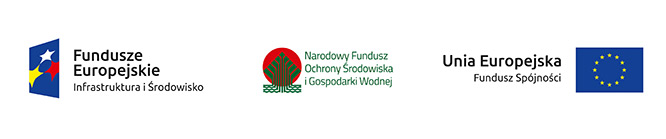 Fundusze
Europejskie
Infrastruktura i Środowisko
Narodowy Fundusz
Ochrony Środowiska
i Gospodarki Wodnej
Unia Europejska
Fundusz Spójności